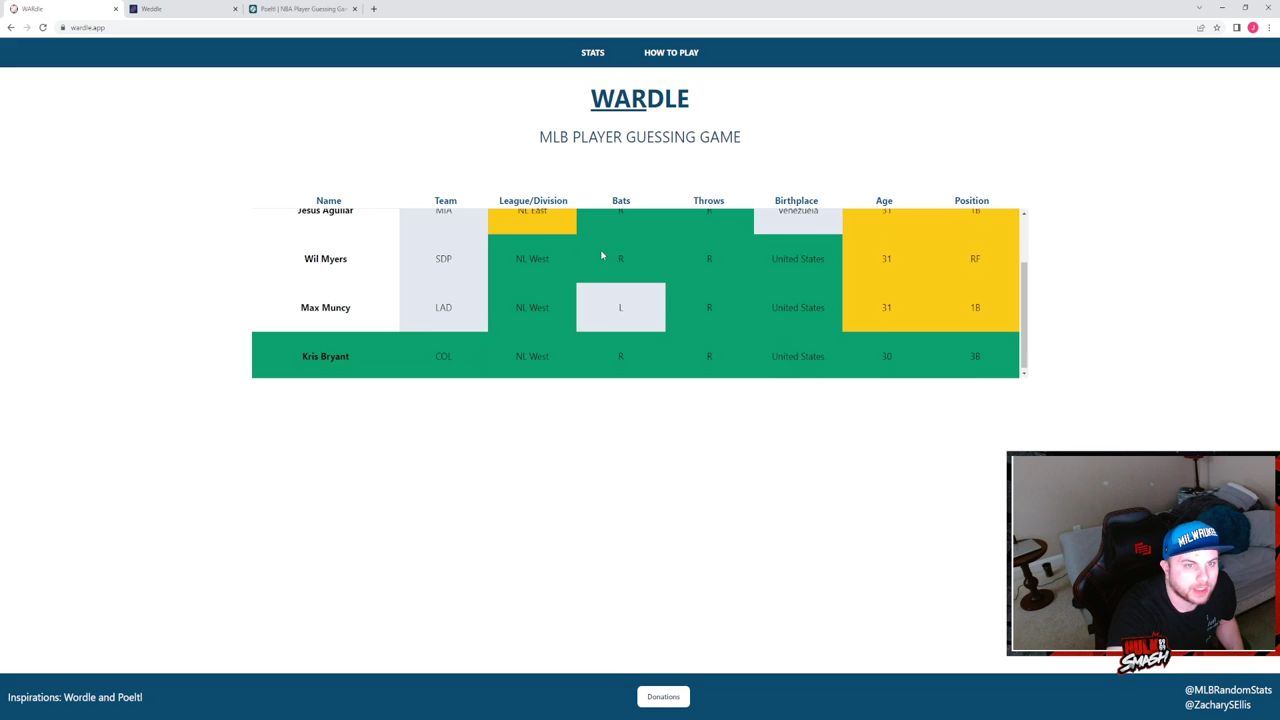 WARdle
Weddle
Poeltl | NBA Player Guessing Ga
wardle.app
STATS HOW TO PLAY
WARDLE
MLB PLAYER GUESSING GAME
Name Team League/Division Bats Throws Birthplace Age Position
Jesus Aguilar MIA NL East R R Venezuela 31 1B
Wil Myers SDP NL West R R United States 31 RF
Max Muncy LAD NL West L R United States 31 1B
Kris Bryant COL NL West R R United States 30 3B
MILWAUKEE
HULK
SMASH
Inspirations: Wordle and Poeltl
Donations
@MLBRandomStats
@ZacharySEllis